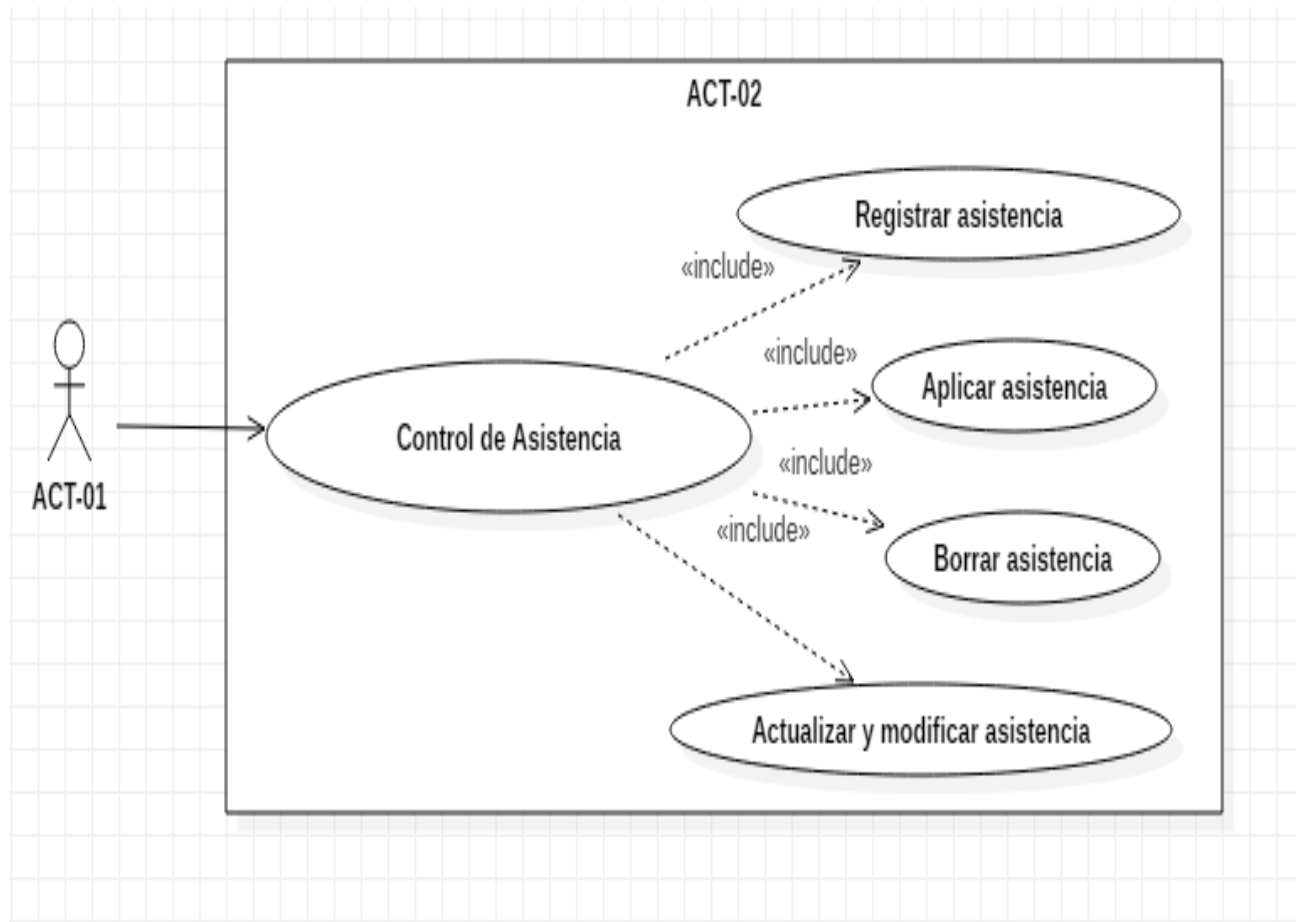 ACT-02
Registrar asistencia
«include»
«include»
Aplicar asistencia
Control de Asistencia
«include»
ACT-01
«include»
Borrar asistencia
Actualizar y modificar asistencia